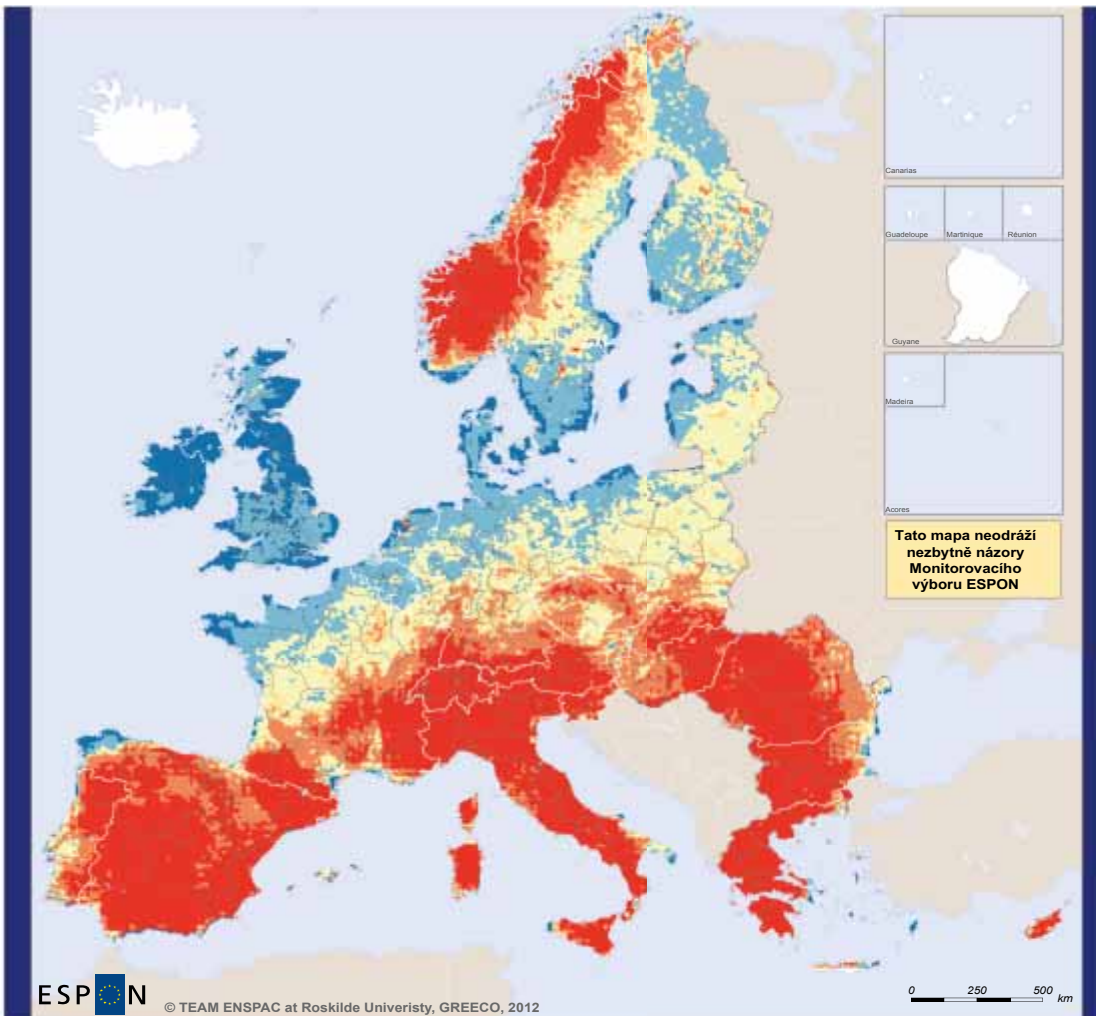 Canarias
Guadeloupe
Martinique
Réunion
Guyane
Madeira
Acores
Tato mapa neodráží
nezbytně názory
Monitorovacího
výboru ESPON
ESPON
© TEAM ENSPAC at Roskilde Univeristy, GREECO, 2012
0 250 500 km